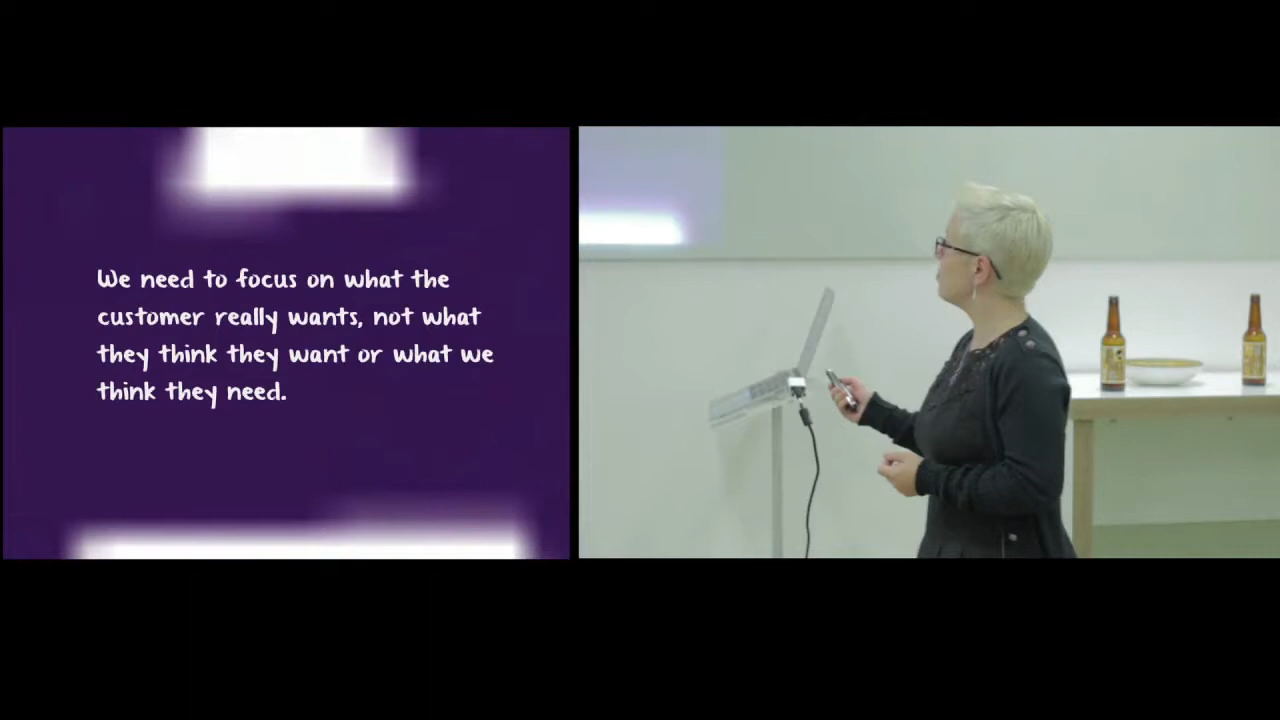 We need to focus on what the
customer really wants, not what
they think they want or what we
think they need.